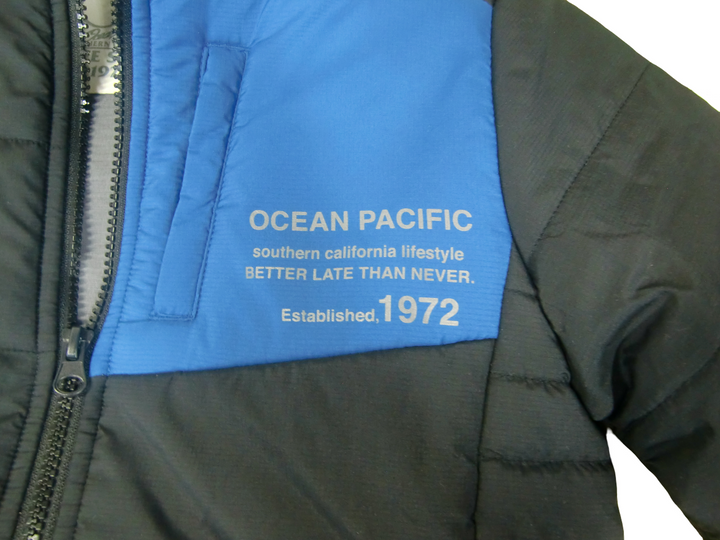 OCEAN PACIFIC
southern california lifestyle
BETTER LATE THAN NEVER.
Established, 1972